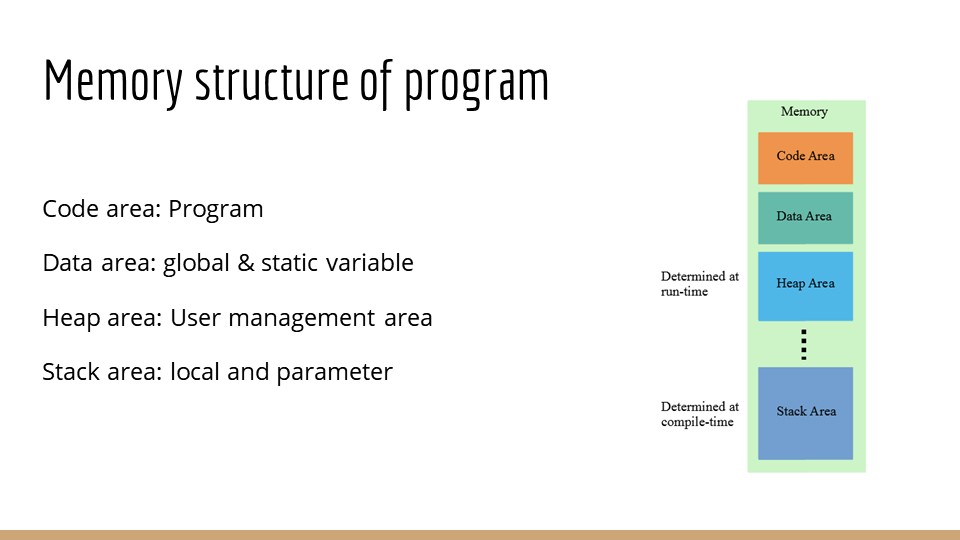 Memory structure of program
Code area: Program
Data area: global & static variable
Heap area: User management area
Stack area: local and parameter
Memory
Code Area
Data Area
Determined at
run-time
Heap Area
Determined at
compile-time
Stack Area